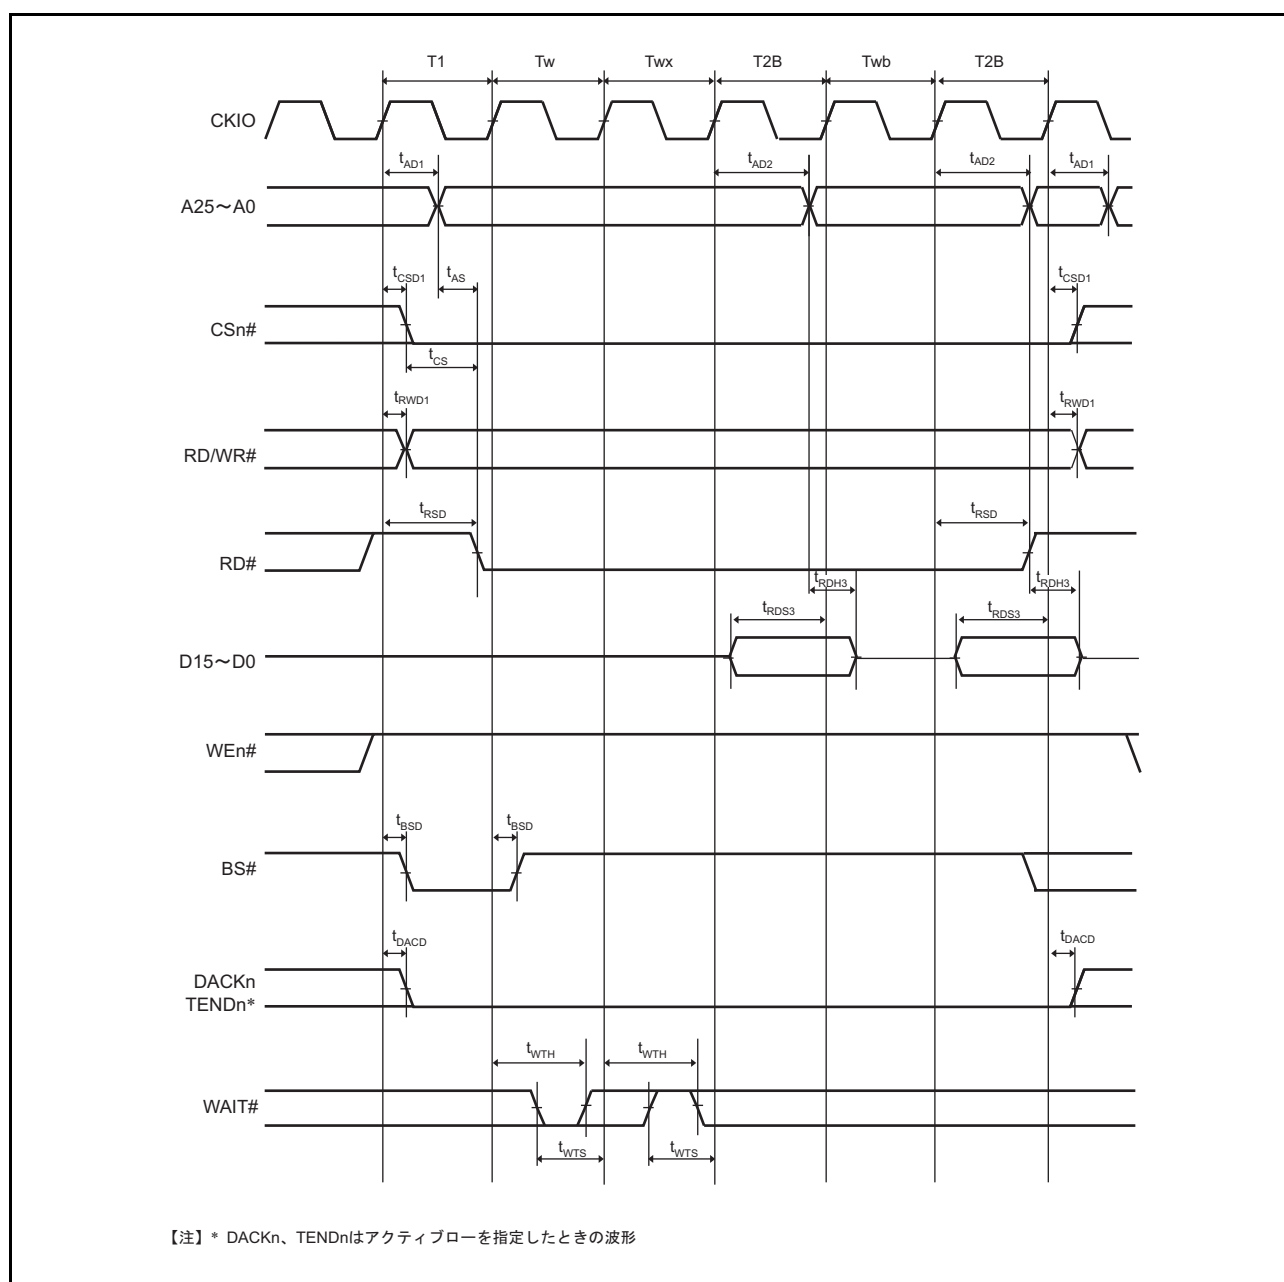 T1 Tw Twx T2B Twb T2B
CKIO
tAD1 tAD2 tAD2 tAD1
A25～A0
tCSD1 tAS tCSD1
CSn#
tCS
tRWD1 tRWD1
RD/WR#
tRSD tRSD
RD#
tRDH3 tRDH3
tRDS3 tRDS3
D15～D0
WEn#
tBSD tBSD
BS#
tDACD tDACD
DACKn
TENDn*
tWTH tWTH
WAIT#
tWTS tWTS
【注】* DACKn、TENDnはアクティブローを指定したときの波形